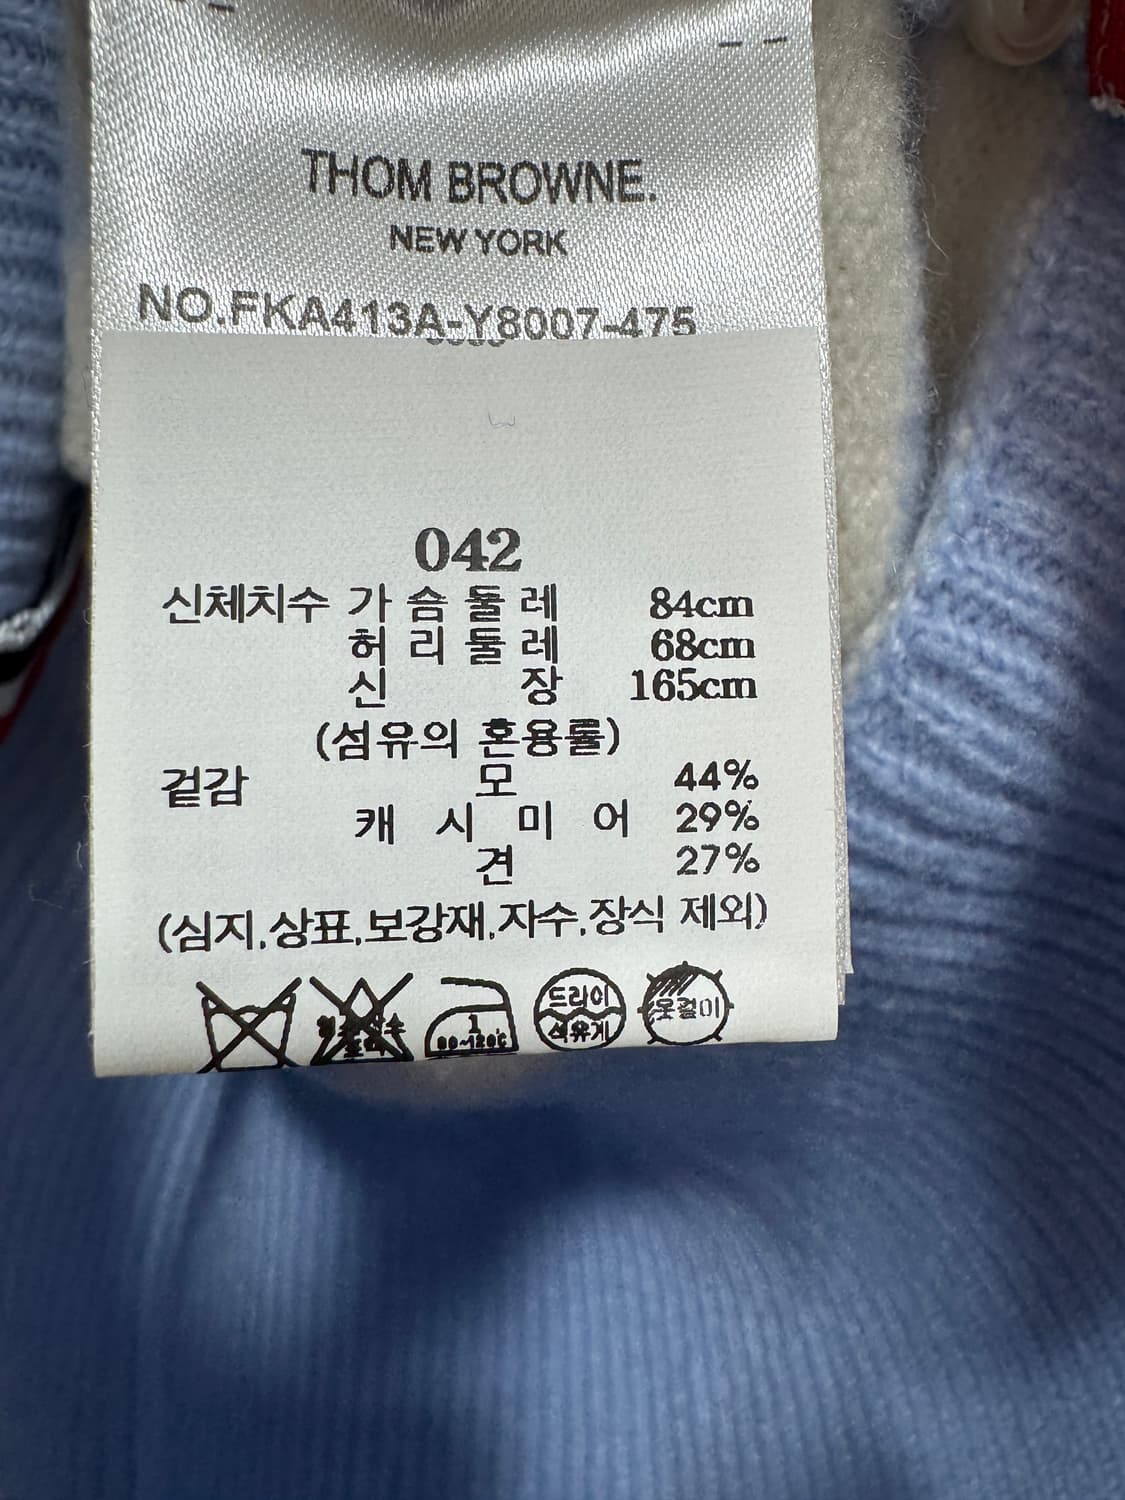 THOM BROWNE.
NEW YORK
NO.FKA413A-Y8007-475
042
신체치수 가슴둘레 84cm
허리둘레 68cm
신장 165cm
(섬유의 혼용률)
겉감 모 44%
캐시미어 29%
견 27%
(심지,상표,보강재,자수,장식 제외)
드라이
석유계
옷걸이